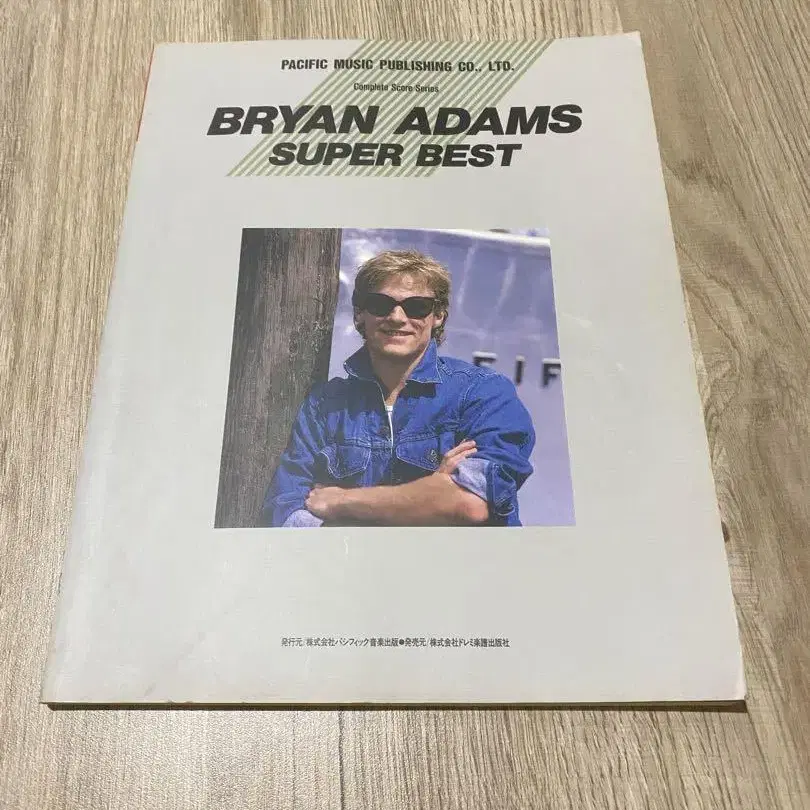 PACIFIC MUSIC PUBLISHING CO., LTD.
Complete Score Series
BRYAN ADAMS
SUPER BEST
EIF
発行元/株式会社パシフィック音楽出版●発売元/株式会社ドレミ楽譜出版社